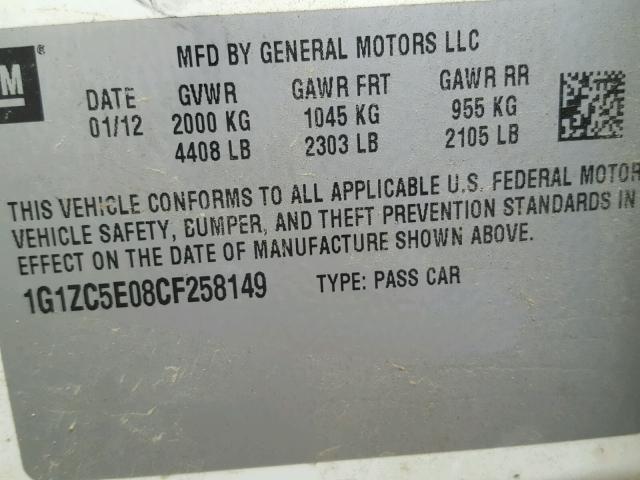 M ®
MFD BY GENERAL MOTORS LLC
DATE GVWR GAWR FRT GAWR RR
01/12 2000 KG 1045 KG 955 KG
4408 LB 2303 LB 2105 LB
THIS VEHICLE CONFORMS TO ALL APPLICABLE U.S. FEDERAL MOTOR
VEHICLE SAFETY, BUMPER, AND THEFT PREVENTION STANDARDS IN
EFFECT ON THE DATE OF MANUFACTURE SHOWN ABOVE.
1G1ZC5E08CF258149 TYPE: PASS CAR